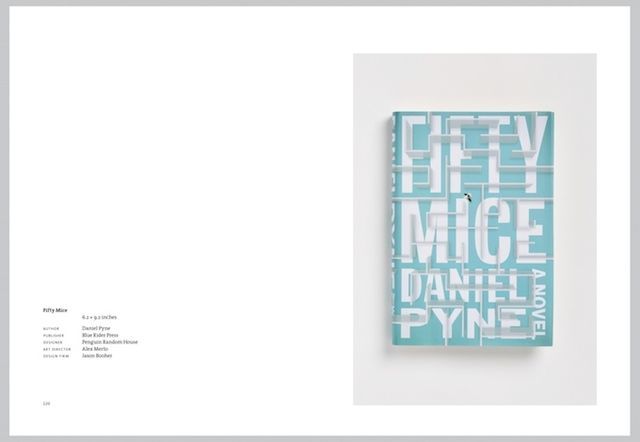 Fifty Mice
6.2 × 9.2 inches
AUTHOR Daniel Pyne
PUBLISHER Blue Rider Press
DESIGNER Penguin Random House
ART DIRECTOR Alex Merto
DESIGN FIRM Jason Booher
FIFTY
MICE
DANIEL
PYNE
A NOVEL